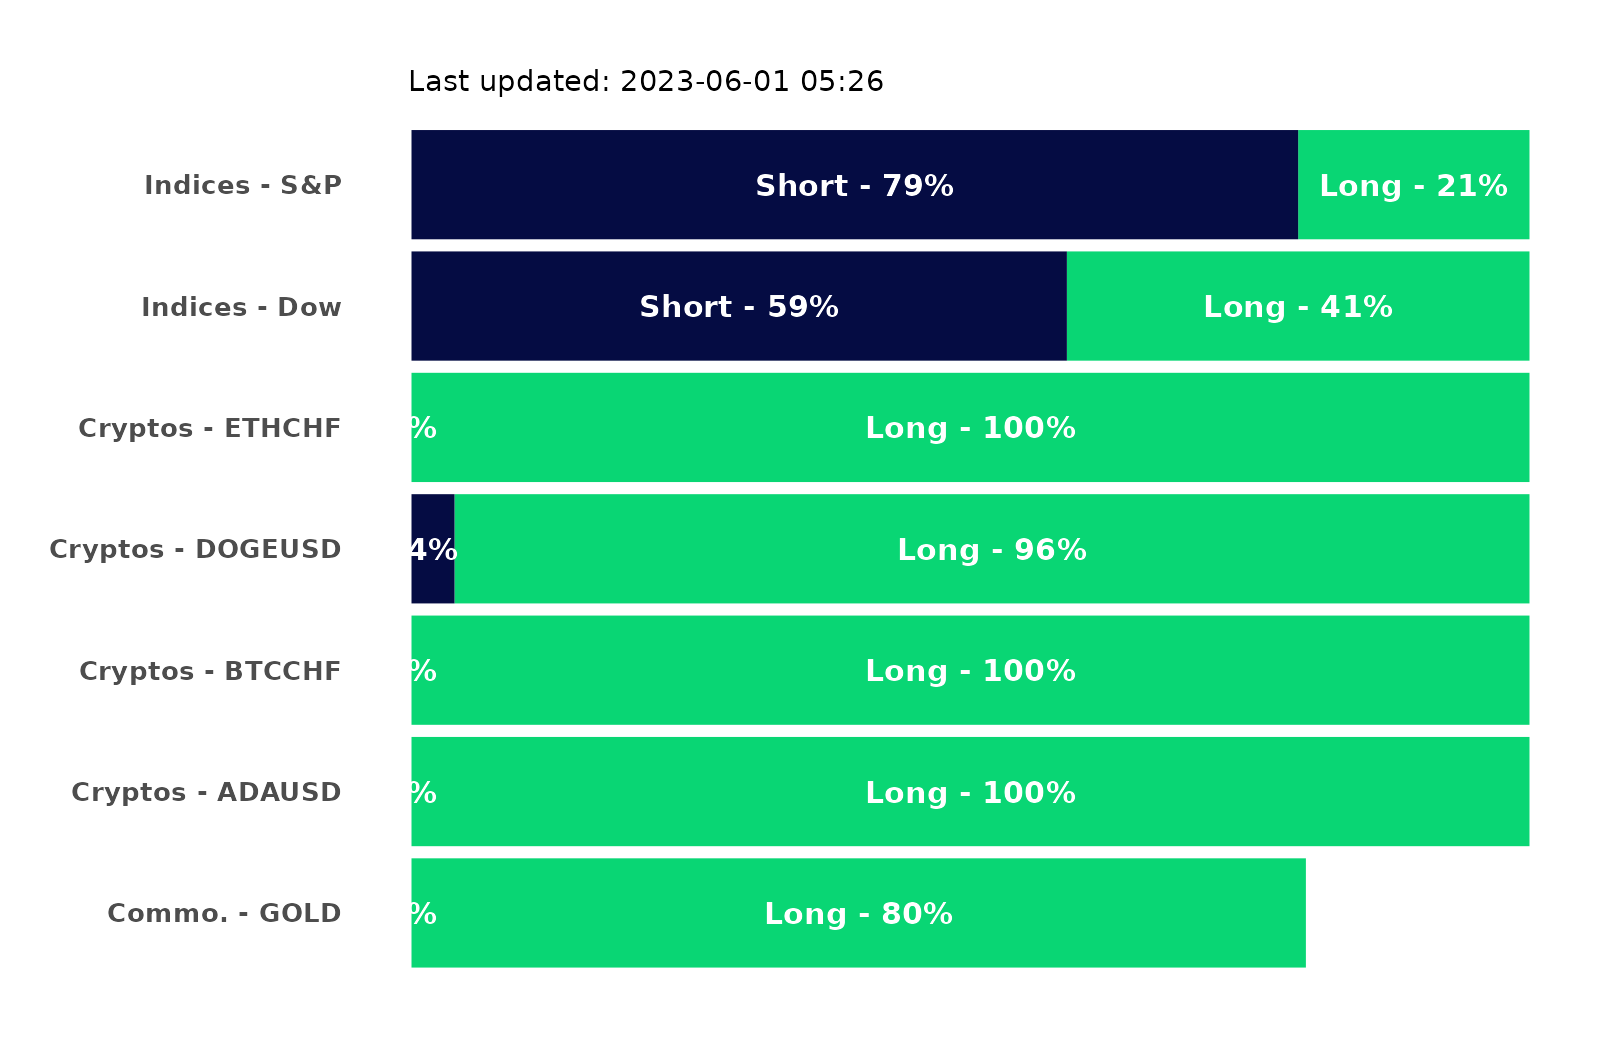 Last updated: 2023-06-01 05:26
Indices - S&P Short - 79% Long - 21%
Indices - Dow Short - 59% Long - 41%
Cryptos - ETHCHF % Long - 100%
Cryptos - DOGEUSD 4% Long - 96%
Cryptos - BTCCHF % Long - 100%
Cryptos - ADAUSD % Long - 100%
Commo. - GOLD % Long - 80%